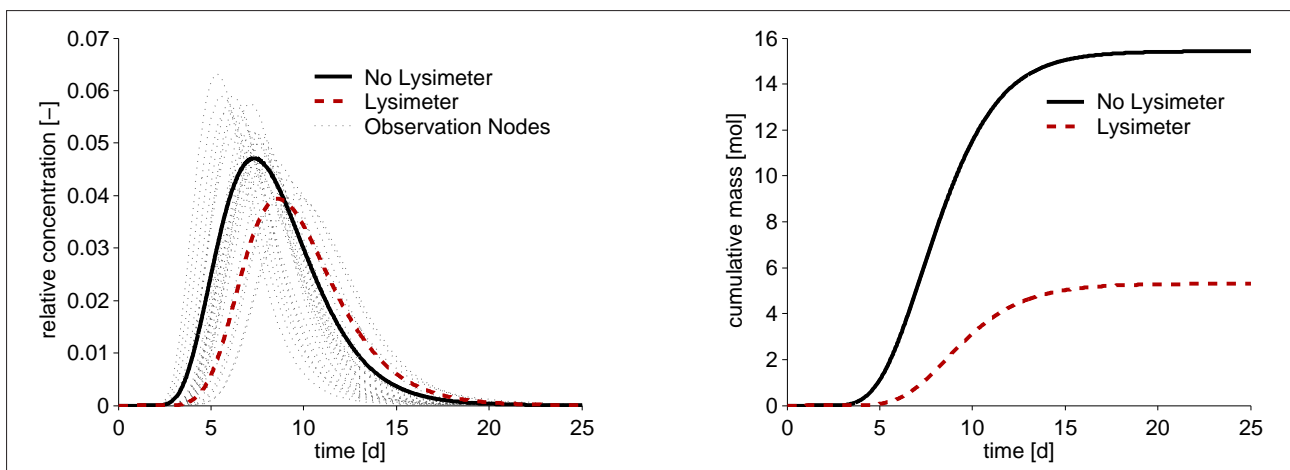 0.07
0.06
0.05
0.04
0.03
0.02
0.01
0
relative concentration [−]
No Lysimeter
Lysimeter
Observation Nodes
0 5 10 15 20 25
time [d]
16
14
12
10
8
6
4
2
0
cumulative mass [mol]
No Lysimeter
Lysimeter
0 5 10 15 20 25
time [d]